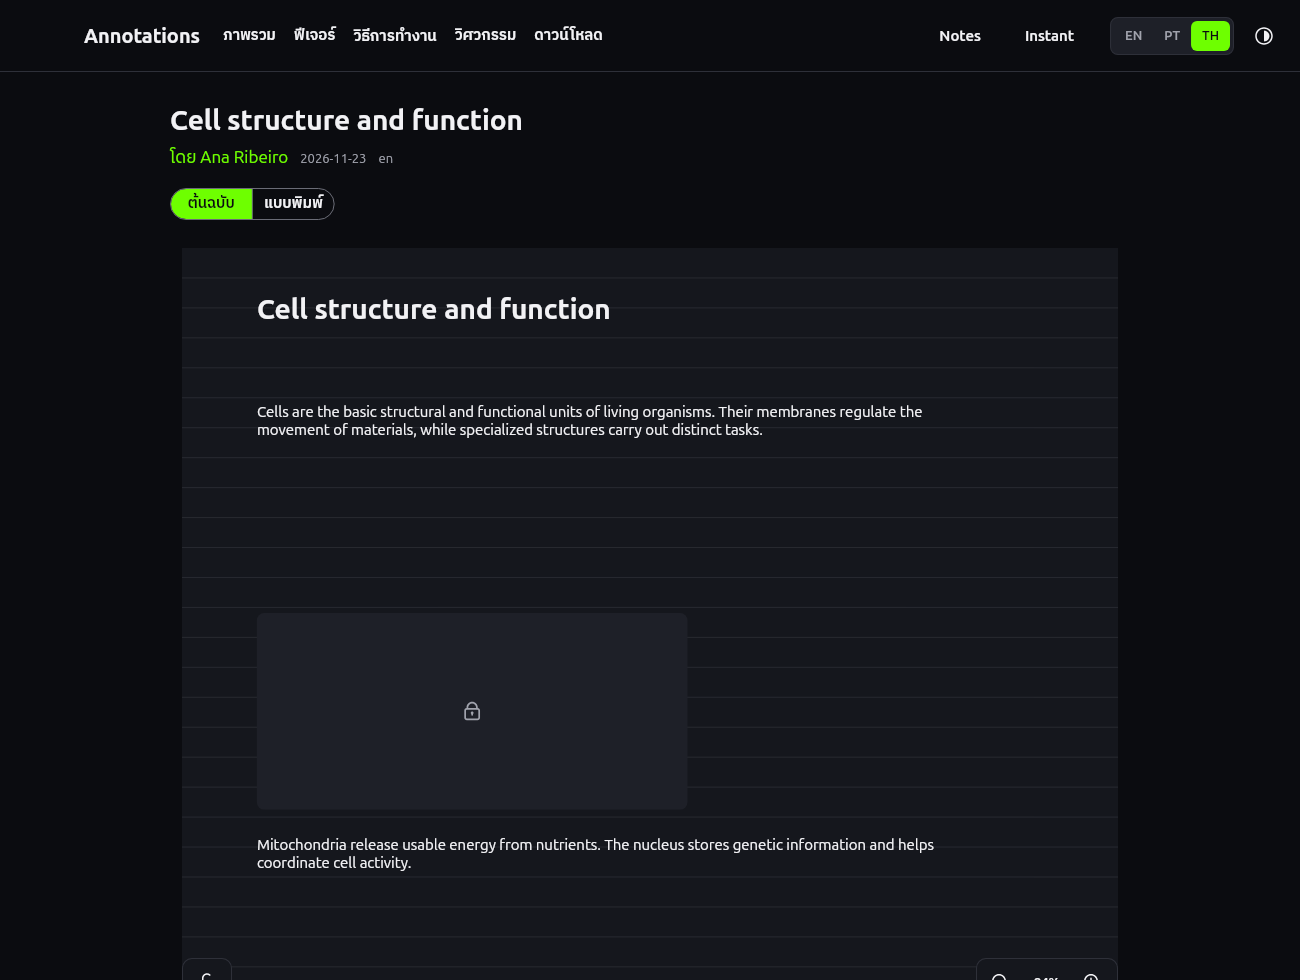 Annotations ภาพรวม ฟีเจอร์ วิธีการทำงาน วิศวกรรม ดาวน์โหลด Notes Instant EN PT TH
Cell structure and function
โดย Ana Ribeiro 2026-11-23 en
ต้นฉบับ แบบพิมพ์
Cell structure and function
Cells are the basic structural and functional units of living organisms. Their membranes regulate the
movement of materials, while specialized structures carry out distinct tasks.
Mitochondria release usable energy from nutrients. The nucleus stores genetic information and helps
coordinate cell activity.